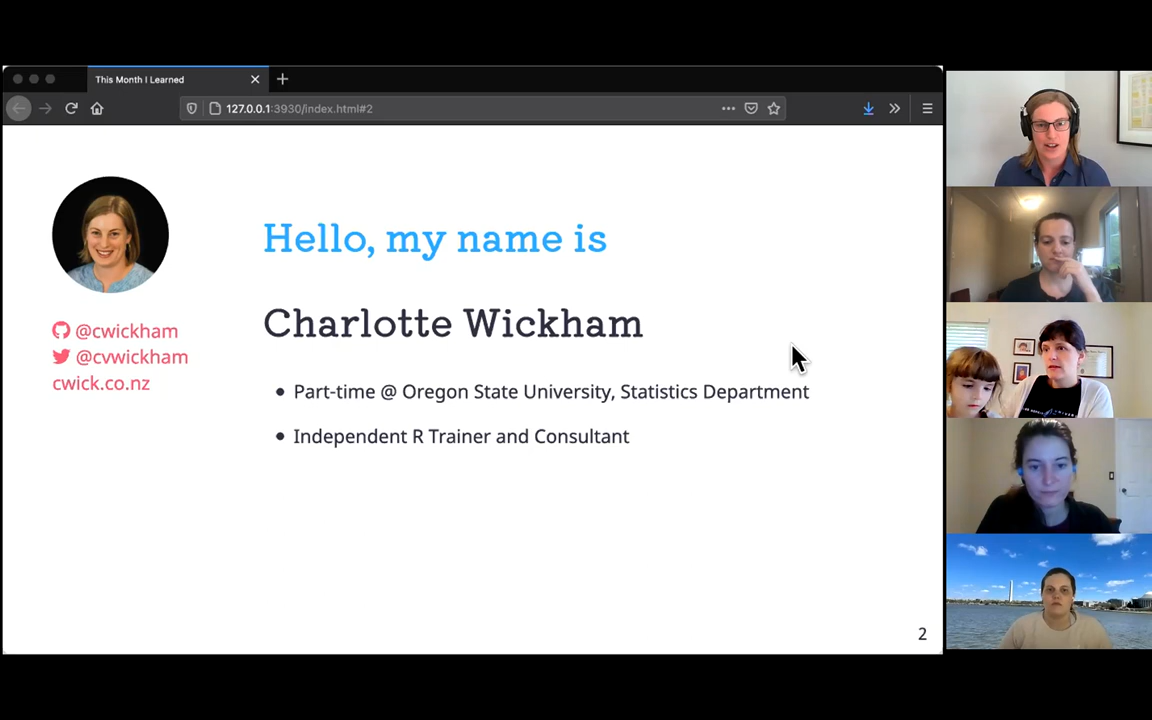 This Month I Learned
127.0.0.1:3930/index.html#2
Hello, my name is
Charlotte Wickham
@cwickham
@cvwickham
cwick.co.nz
Part-time @ Oregon State University, Statistics Department
Independent R Trainer and Consultant
2